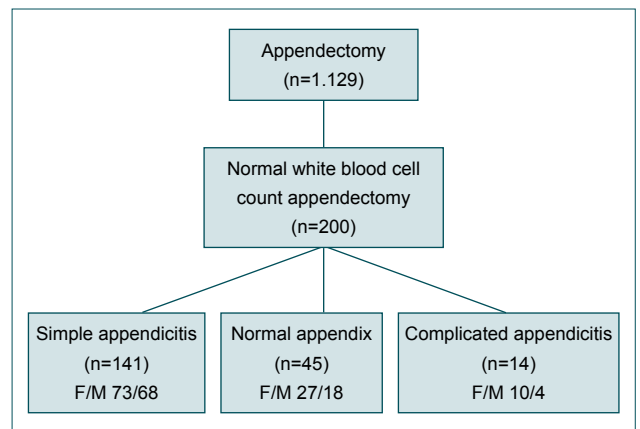 Appendectomy
(n=1.129)
Normal white blood cell
count appendectomy
(n=200)
Simple appendicitis
(n=141)
F/M 73/68
Normal appendix
(n=45)
F/M 27/18
Complicated appendicitis
(n=14)
F/M 10/4